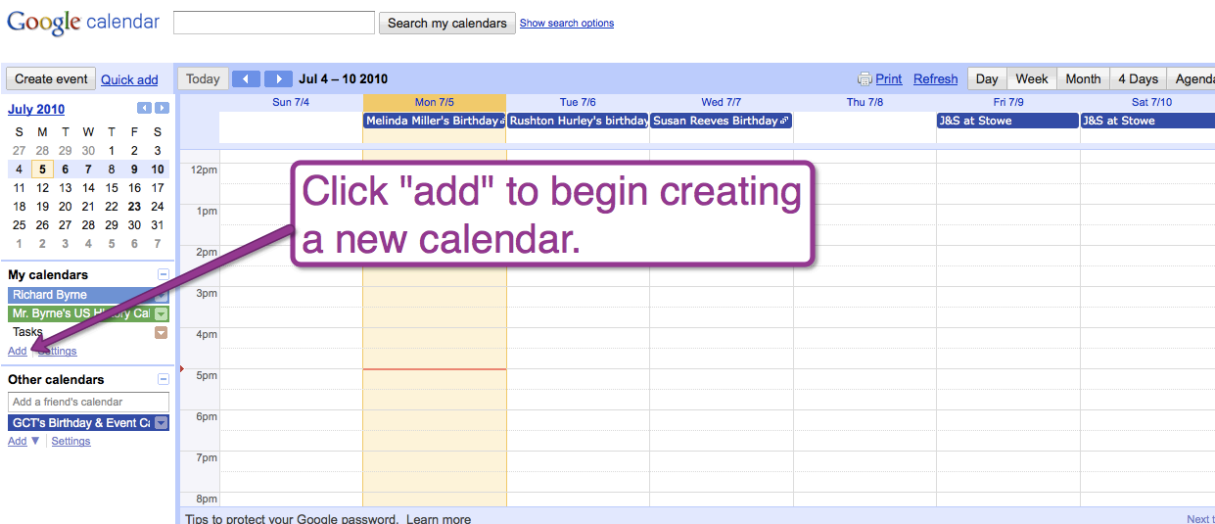 Google calendar
Search my calendars Show search options
Create event Quick add Today Jul 4 – 10 2010 Print Refresh Day Week Month 4 Days
July 2010
S M T W T F S
27 28 29 30 1 2 3
4 5 6 7 8 9 10
11 12 13 14 15 16 17
18 19 20 21 22 23 24
25 26 27 28 29 30 31
1 2 3 4 5 6 7
My calendars
Richard Byrne
Mr. Byrne's US History Cal
Tasks
Add Settings
Other calendars
Add a friend's calendar
GCT's Birthday & Event
Add ▼ Settings
Sun 7/4 Mon 7/5 Tue 7/6 Wed 7/7 Thu 7/8 Fri 7/9 Sat 7/10
Melinda Miller's Birthday Rushton Hurley's birthday Susan Reeves Birthday J&S at Stowe J&S at Stowe
12pm
1pm
2pm
3pm
4pm
5pm
6pm
7pm
8pm
Click "add" to begin creating
a new calendar.
Tips to protect your Google password. Learn more
Next